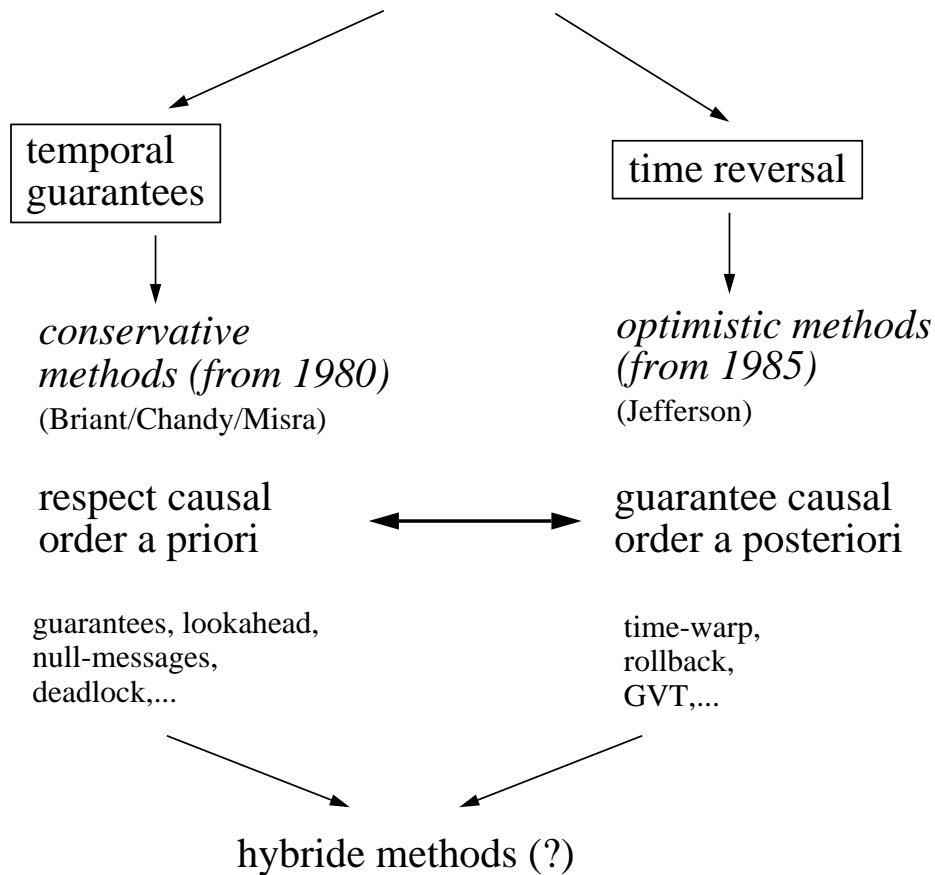 temporal
guarantees
time reversal
conservative
methods (from 1980)
(Briant/Chandy/Misra)
optimistic methods
(from 1985)
(Jefferson)
respect causal
order a priori
guarantee causal
order a posteriori
guarantees, lookahead,
null-messages,
deadlock,...
time-warp,
rollback,
GVT,...
hybride methods (?)